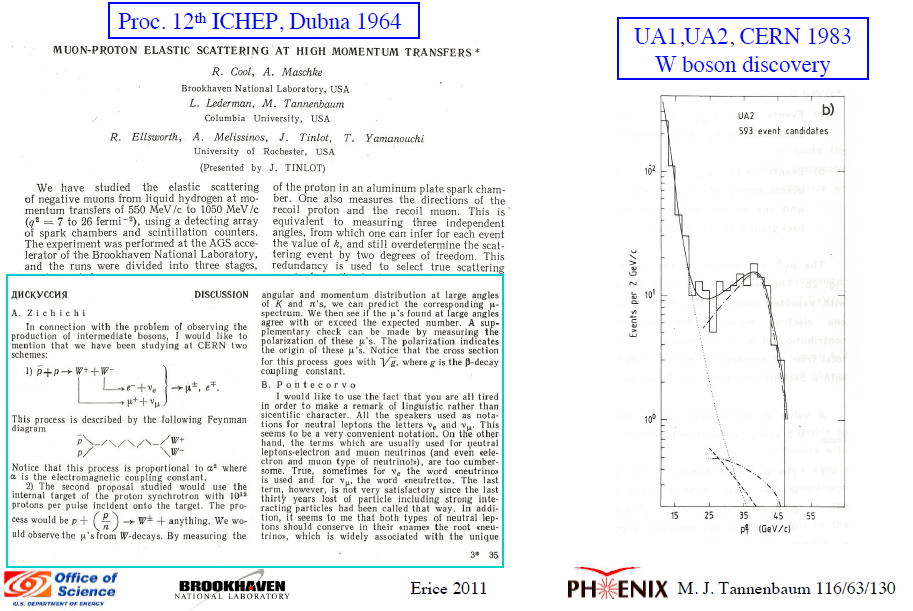 Proc. 12th ICHEP, Dubna 1964
MUON-PROTON ELASTIC SCATTERING AT HIGH MOMENTUM TRANSFERS*
R. Cool, A. Maschke
Brookhaven National Laboratory, USA
L. Lederman, M. Tannenbaum
Columbia University, USA
R. Ellsworth, A. Melissinos, J. Tinlot, T. Yamanouchi
University of Rochester, USA
(Presented by J. TINLOT)
We have studied the elastic scattering
of negative muons from liquid hydrogen at mo-
mentum transfers of 550 MeV/c to 1050 MeV/c
(q² = 7 to 26 fermi⁻²), using a detecting array
of spark chambers and scintillation counters.
The experiment was performed at the AGS acce-
lerator of the Brookhaven National Laboratory,
and the runs were divided into three stages,
of the proton in an aluminum plate spark cham-
ber. One also measures the directions of the
recoil proton and the recoil muon. This is
equivalent to measuring three independent
angles, from which one can infer for each event
the value of k, and still overdetermine the scat-
tering event by two degrees of freedom. This
redundancy is used to select true scattering
ДИСКУССИЯ DISCUSSION
A. Zichichi
In connection with the problem of observing the
production of intermediate bosons, I would like to
mention that we have been studying at CERN two
schemes:
1) p̅+p → W⁺+W⁻
→ e⁻+ν̅e
→ μ⁺+νμ
→ μ±, e∓.
This process is described by the following Feynman
diagram
p̅ W+
p W-
Notice that this process is proportional to α² where
α is the electromagnetic coupling constant.
2) The second proposal studied would use the
internal target of the proton synchrotron with 10¹²
protons per pulse incident onto the target. The pro-
cess would be p + (p/n) → W± + anything. We wo-
uld observe the μ's from W-decays. By measuring the
angular and momentum distribution at large angles
of K and π's, we can predict the corresponding μ-
spectrum. We then see if the μ's found at large angles
agree with or exceed the expected number. A sup-
plementary check can be made by measuring the
polarization of these μ's. The polarization indicates
the origin of these μ's. Notice that the cross section
for this process goes with √g, where g is the β-decay
coupling constant.
B. Pontecorvo
I would like to use the fact that you are all tired
in order to make a remark of linguistic rather than
sicentific character. All the speakers used as nota-
tions for neutral leptons the letters νe and νμ. This
seems to be a very convenient notation. On the other
hand, the terms which are usually used for neutral
leptons-electron and muon neutrinos (and even «ele-
ctron and muon type of neutrino!»), are too cumber-
some. True, sometimes for νe the word «neutrino»
is used and for νμ, the word «neutretto». The last
term, however, is not very satisfactory since the last
thirty years lost of particle including strong inte-
racting particles had been called that way. In addi-
tion, it seems to me that both types of neutral lep-
tons should conserve in their «name» the root «neu-
trino», which is widely associated with the unique
3* 35
UA1,UA2, CERN 1983
W boson discovery
b)
UA2
593 event candidates
Events per 2 GeV/c
10²
10¹
10⁰
15 25 35 45 55
pTe (GeV/c)
Office of
Science
U.S. DEPARTMENT OF ENERGY
BROOKHAVEN
NATIONAL LABORATORY
Erice 2011
PHENIX
M. J. Tannenbaum 116/63/130